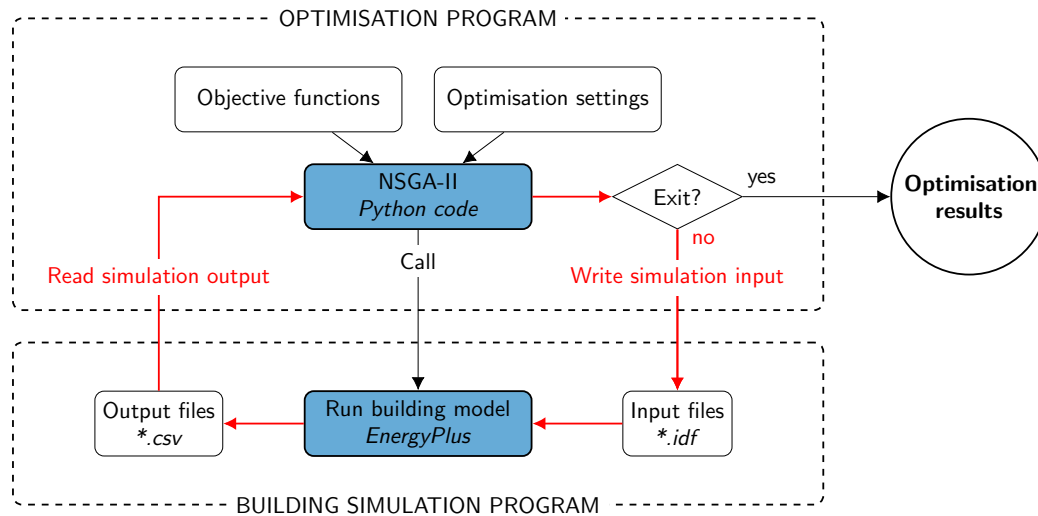 OPTIMISATION PROGRAM
Objective functions
Optimisation settings
NSGA-II
Python code
Exit?
yes
Optimisation
results
no
Read simulation output
Call
Write simulation input
Output files
*.csv
Run building model
EnergyPlus
Input files
*.idf
BUILDING SIMULATION PROGRAM